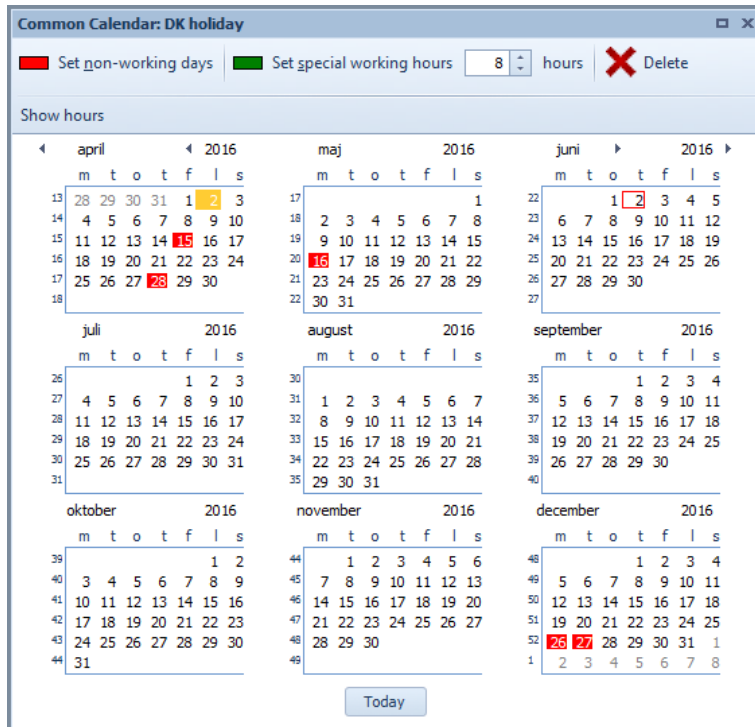 Common Calendar: DK holiday
Set non-working days Set special working hours 8 hours Delete
Show hours
april 2016 maj 2016 juni 2016
m t o t f l s m t o t f l s m t o t f l s
13 28 29 30 31 1 2 3 17 1 22 1 2 3 4 5
14 4 5 6 7 8 9 10 18 2 3 4 5 6 7 8 23 6 7 8 9 10 11 12
15 11 12 13 14 15 16 17 19 9 10 11 12 13 14 15 24 13 14 15 16 17 18 19
16 18 19 20 21 22 23 24 20 16 17 18 19 20 21 22 25 20 21 22 23 24 25 26
17 25 26 27 28 29 30 21 23 24 25 26 27 28 29 26 27 28 29 30
18 22 30 31 27
juli 2016 august 2016 september 2016
m t o t f l s m t o t f l s m t o t f l s
26 1 2 3 30 35 1 2 3 4
27 4 5 6 7 8 9 10 31 1 2 3 4 5 6 7 36 5 6 7 8 9 10 11
28 11 12 13 14 15 16 17 32 8 9 10 11 12 13 14 37 12 13 14 15 16 17 18
29 18 19 20 21 22 23 24 33 15 16 17 18 19 20 21 38 19 20 21 22 23 24 25
30 25 26 27 28 29 30 31 34 22 23 24 25 26 27 28 39 26 27 28 29 30
31 35 29 30 31 40
oktober 2016 november 2016 december 2016
m t o t f l s m t o t f l s m t o t f l s
39 1 2 44 1 2 3 4 5 6 48 1 2 3 4
40 3 4 5 6 7 8 9 45 7 8 9 10 11 12 13 49 5 6 7 8 9 10 11
41 10 11 12 13 14 15 16 46 14 15 16 17 18 19 20 50 12 13 14 15 16 17 18
42 17 18 19 20 21 22 23 47 21 22 23 24 25 26 27 51 19 20 21 22 23 24 25
43 24 25 26 27 28 29 30 48 28 29 30 52 26 27 28 29 30 31 1
44 31 49 1 2 3 4 5 6 7 8
Today